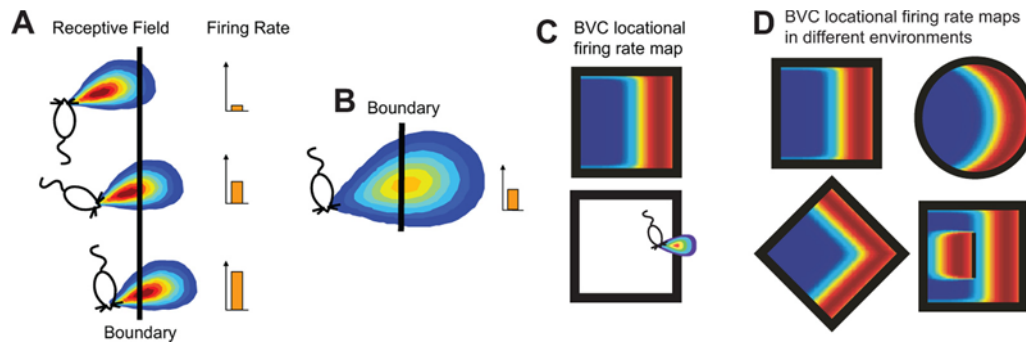 A
Receptive Field
Firing Rate
Boundary
B
Boundary
C
BVC locational
firing rate map
D
BVC locational firing rate maps
in different environments